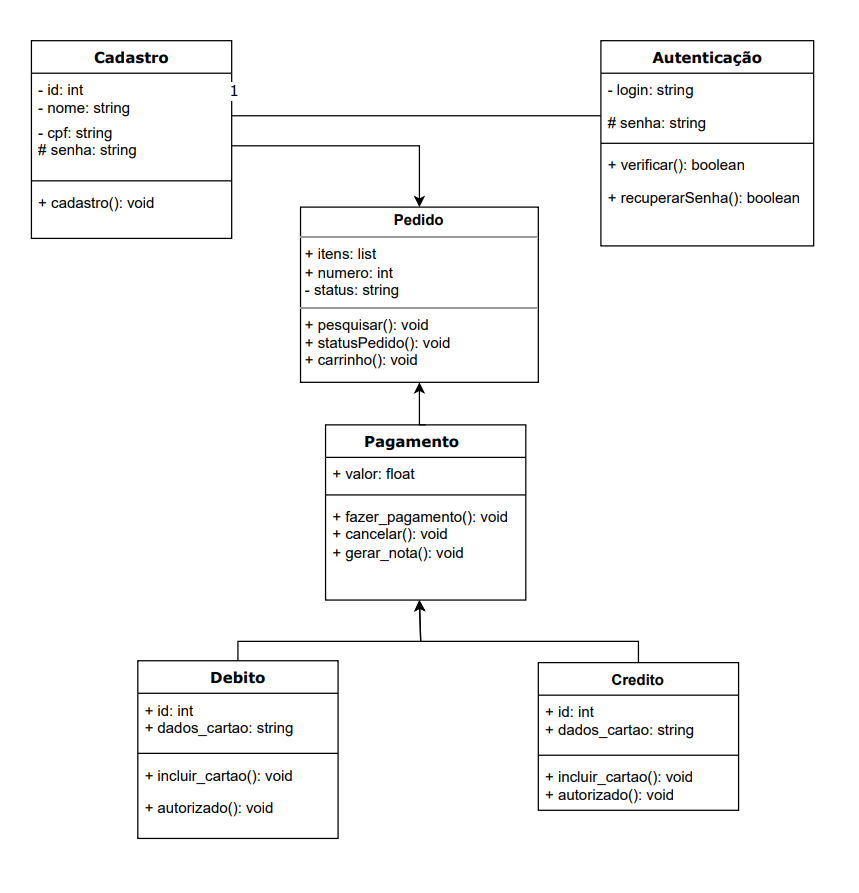 Cadastro
- id: int
- nome: string
- cpf: string
# senha: string
+ cadastro(): void
1
Autenticação
- login: string
# senha: string
+ verificar(): boolean
+ recuperarSenha(): boolean
Pedido
+ itens: list
+ numero: int
- status: string
+ pesquisar(): void
+ statusPedido(): void
+ carrinho(): void
Pagamento
+ valor: float
+ fazer_pagamento(): void
+ cancelar(): void
+ gerar_nota(): void
Debito
+ id: int
+ dados_cartao: string
+ incluir_cartao(): void
+ autorizado(): void
Credito
+ id: int
+ dados_cartao: string
+ incluir_cartao(): void
+ autorizado(): void